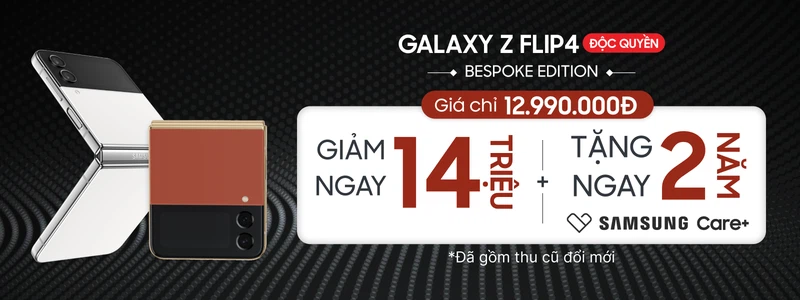 GALAXY Z FLIP4 ĐỘC QUYỀN
BESPOKE EDITION
Giá chỉ 12.990.000Đ
GIẢM NGAY 14 TRIỆU
+
TẶNG NGAY 2 NĂM
SAMSUNG Care+
*Đã gồm thu cũ đổi mới